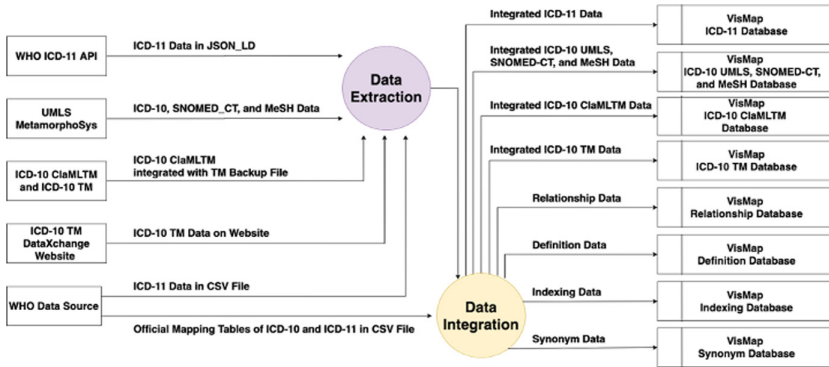 WHO ICD-11 API
ICD-11 Data in JSON_LD
UMLS
MetamorphoSys
ICD-10, SNOMED_CT, and MeSH Data
ICD-10 ClaMLTM
and ICD-10 TM
ICD-10 ClaMLTM
integrated with TM Backup File
ICD-10 TM
DataXchange
Website
ICD-10 TM Data on Website
WHO Data Source
ICD-11 Data in CSV File
Official Mapping Tables of ICD-10 and ICD-11 in CSV File
Data
Extraction
Data
Integration
Integrated ICD-11 Data
VisMap
ICD-11 Database
Integrated ICD-10 UMLS,
SNOMED-CT, and MeSH Data
VisMap
ICD-10 UMLS, SNOMED-CT,
and MeSH Database
Integrated ICD-10 ClaMLTM Data
VisMap
ICD-10 ClaMLTM
Database
Integrated ICD-10 TM Data
VisMap
ICD-10 TM Database
Relationship Data
VisMap
Relationship Database
Definition Data
VisMap
Definition Database
Indexing Data
VisMap
Indexing Database
Synonym Data
VisMap
Synonym Database